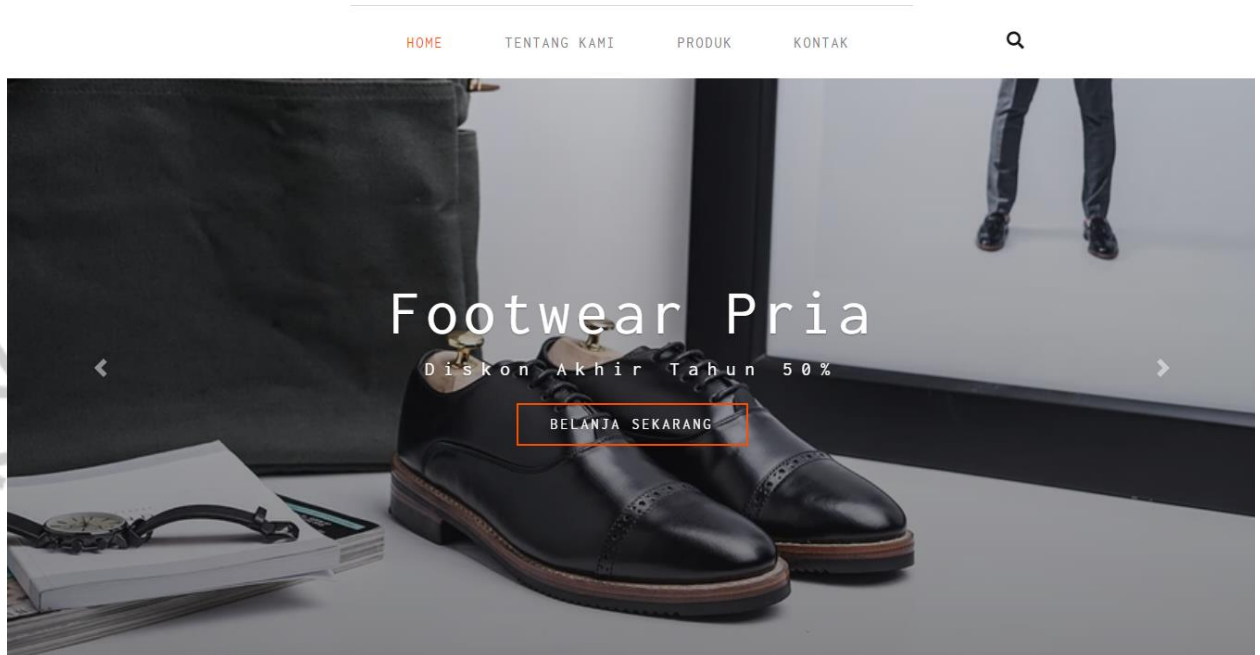 HOME TENTANG KAMI PRODUK KONTAK
Footwear Pria
Diskon Akhir Tahun 50%
BELANJA SEKARANG